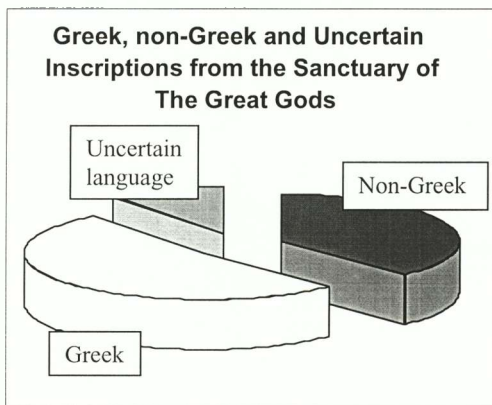 Greek, non-Greek and Uncertain
Inscriptions from the Sanctuary of
The Great Gods
Uncertain
language
Non-Greek
Greek